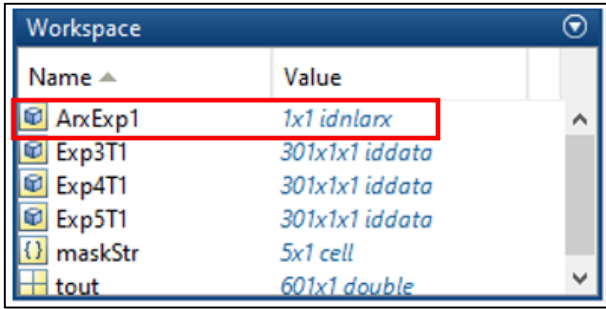 Workspace
Name Value
ArxExp1 1x1 idnlarx
Exp3T1 301x1x1 iddata
Exp4T1 301x1x1 iddata
Exp5T1 301x1x1 iddata
{} maskStr 5x1 cell
tout 601x1 double